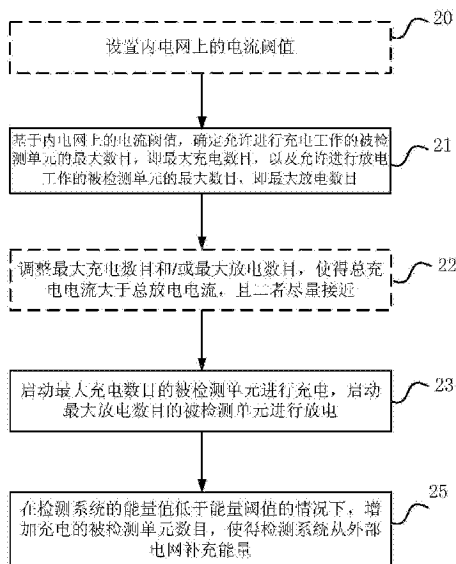 20
设置内电网上的电流阈值
基于内电网上的电流阈值，确定允许进行充电工作的被检测
单元的最大数目，即最大充电数目，以及允许进行放电
工作的被检测单元的最大数目，即最大放电数目
21
调整最大充电数目和/或最大放电数目，使得总充
电电流大于总放电电流，且二者尽量接近
22
启动最大充电数目的被检测单元进行充电，启动
最大放电数目的被检测单元进行放电
23
在检测系统的能量值低于能量阈值的情况下，增
加充电的被检测单元数目，使得检测系统从外部
电网补充能量
25